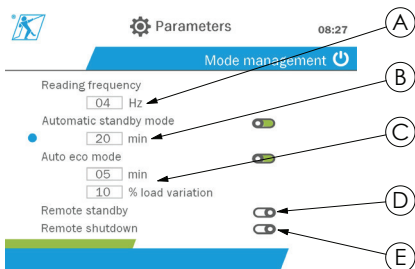 Parameters
08:27
A
Mode management
Reading frequency
B
04 Hz
Automatic standby mode
20 min
C
Auto eco mode
05 min
10 % load variation
D
Remote standby
Remote shutdown
E